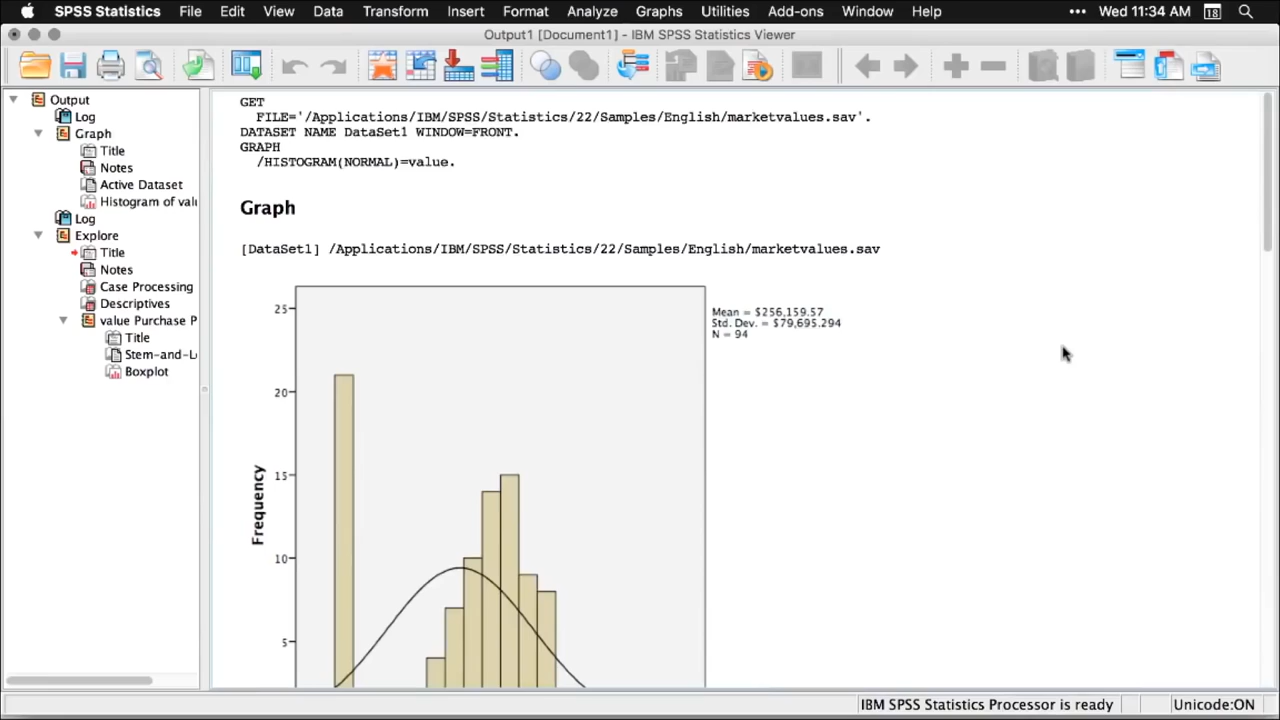 SPSS Statistics File Edit View Data Transform Insert Format Analyze Graphs Utilities Add-ons Window Help ••• Wed 11:34 AM 18
Output1 [Document1] - IBM SPSS Statistics Viewer
Output
Log
Graph
Title
Notes
Active Dataset
Histogram of valu
Log
Explore
Title
Notes
Case Processing
Descriptives
value Purchase P
Title
Stem-and-L
Boxplot
GET
FILE='/Applications/IBM/SPSS/Statistics/22/Samples/English/marketvalues.sav'.
DATASET NAME DataSet1 WINDOW=FRONT.
GRAPH
/HISTOGRAM(NORMAL)=value.
Graph
[DataSet1] /Applications/IBM/SPSS/Statistics/22/Samples/English/marketvalues.sav
Mean = $256,159.57
Std. Dev. = $79,695.294
N = 94
25
20
15
10
5
Frequency
IBM SPSS Statistics Processor is ready
Unicode:ON